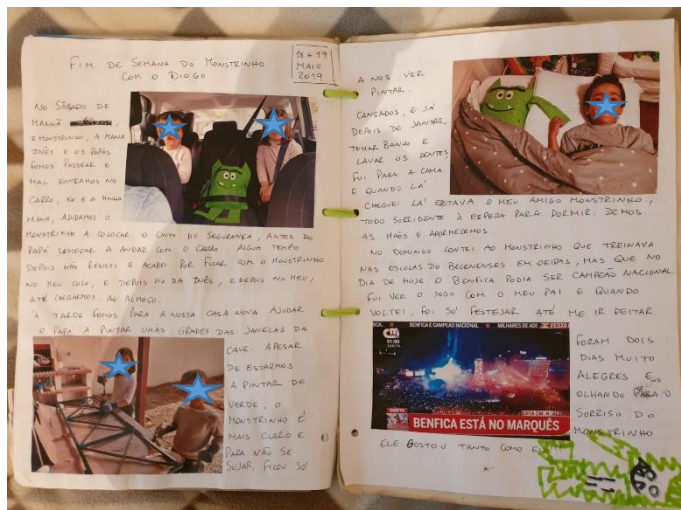 FIM DE SEMANA DO MONSTRINHO
COM O DIOGO
18 e 19
MAIO
2019
NO SÁBADO DE
MANHÃ,
O MONSTRINHO, A MANA
INÊS E OS PAPÁS
FOMOS PASSEAR E
MAL ENTRAMOS NO
CARRO, EU E A MINHA
MANA, AJUDAMOS O
MONSTRINHO A COLOCAR O CINTO DE SEGURANÇA, ANTES DO
PAPÁ COMEÇAR A ANDAR COM O CARRO. ALGUM TEMPO
DEPOIS NÃO RESISTI E ACABEI POR FICAR COM O MONSTRINHO
NO MEU COLO, E DEPOIS NO DA INÊS, E DEPOIS NO MEU,
ATÉ CHEGARMOS AO ALMOÇO.
À TARDE FOMOS PARA A NOSSA CASA NOVA AJUDAR
O PAPÁ A PINTAR UMAS GRADES DAS JANELAS DA
CAVE. APESAR
DE ESTARMOS
A PINTAR DE
VERDE, O
MONSTRINHO É
MAIS CLARO E
PARA NÃO SE
SUJAR, FICOU SÓ
A NOS VER
PINTAR.
CANSADOS, E JÁ
DEPOIS DE JANTAR,
TOMAR BANHO E
LAVAR OS DENTES
FUI PARA A CAMA
E QUANDO LÁ
CHEGUEI LÁ ESTAVA O MEU AMIGO MONSTRINHO,
TODO SORRIDENTE À ESPERA PARA DORMIR. DEMOS
AS MÃOS E ADORMECEMOS.
NO DOMINGO CONTEI AO MONSTRINHO QUE TREINAVA
NAS ESCOLAS DO BELENENSES EM OEIRAS, MAS QUE NO
DIA DE HOJE O BENFICA PODIA SER CAMPEÃO NACIONAL
FUI VER O JOGO COM O MEU PAI E QUANDO
VOLTEI, FOI SÓ FESTEJAR ATÉ ME IR DEITAR.
BENFICA É CAMPEÃO NACIONAL MILHARES DE
BENFICA ESTÁ NO MARQUÊS
FORAM DOIS
DIAS MUITO
ALEGRES E
OLHANDO PARA O
SORRISO DO
MONSTRINHO
ELE GOSTOU TANTO COMO